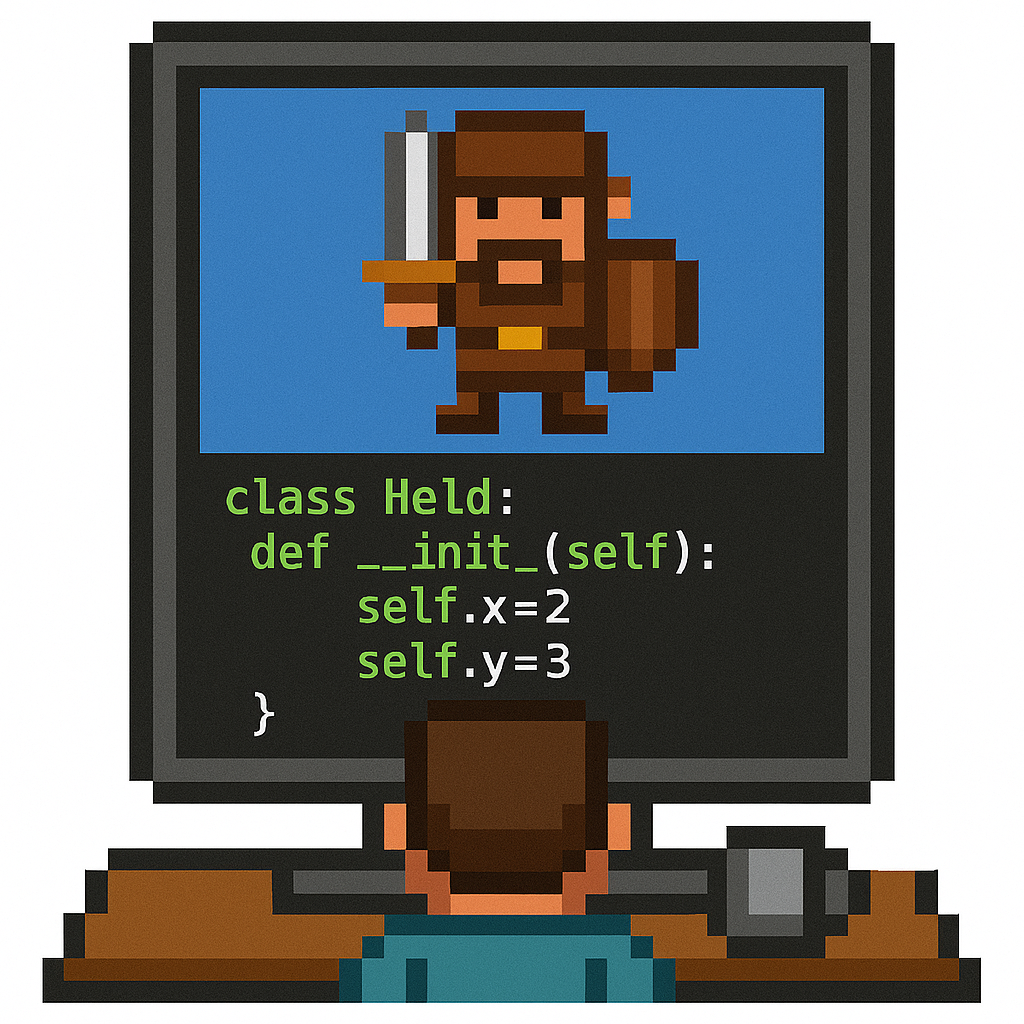 class Held:
def __init_(self):
self.x=2
self.y=3
}